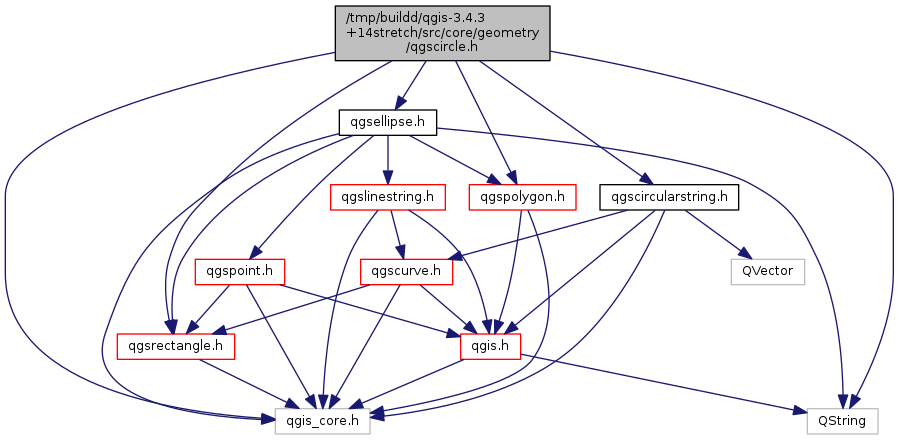 /tmp/buildd/qgis-3.4.3
+14stretch/src/core/geometry
/qgscircle.h
qgsellipse.h
qgslinestring.h
qgspolygon.h
qgscircularstring.h
qgspoint.h
qgscurve.h
QVector
qgsrectangle.h
qgis.h
qgis_core.h
QString